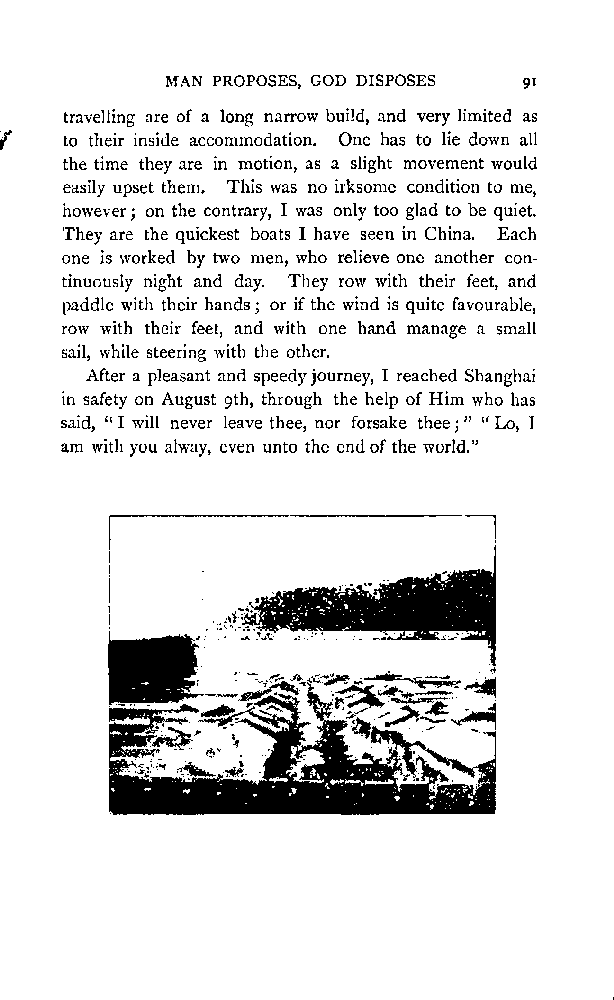 MAN PROPOSES, GOD DISPOSES 91
travelling are of a long narrow build, and very limited as
to their inside accommodation. One has to lie down all
the time they are in motion, as a slight movement would
easily upset them. This was no irksome condition to me,
however; on the contrary, I was only too glad to be quiet.
They are the quickest boats I have seen in China. Each
one is worked by two men, who relieve one another con-
tinuously night and day. They row with their feet, and
paddle with their hands; or if the wind is quite favourable,
row with their feet, and with one hand manage a small
sail, while steering with the other.
After a pleasant and speedy journey, I reached Shanghai
in safety on August 9th, through the help of Him who has
said, “I will never leave thee, nor forsake thee;” “Lo, I
am with you alway, even unto the end of the world.”